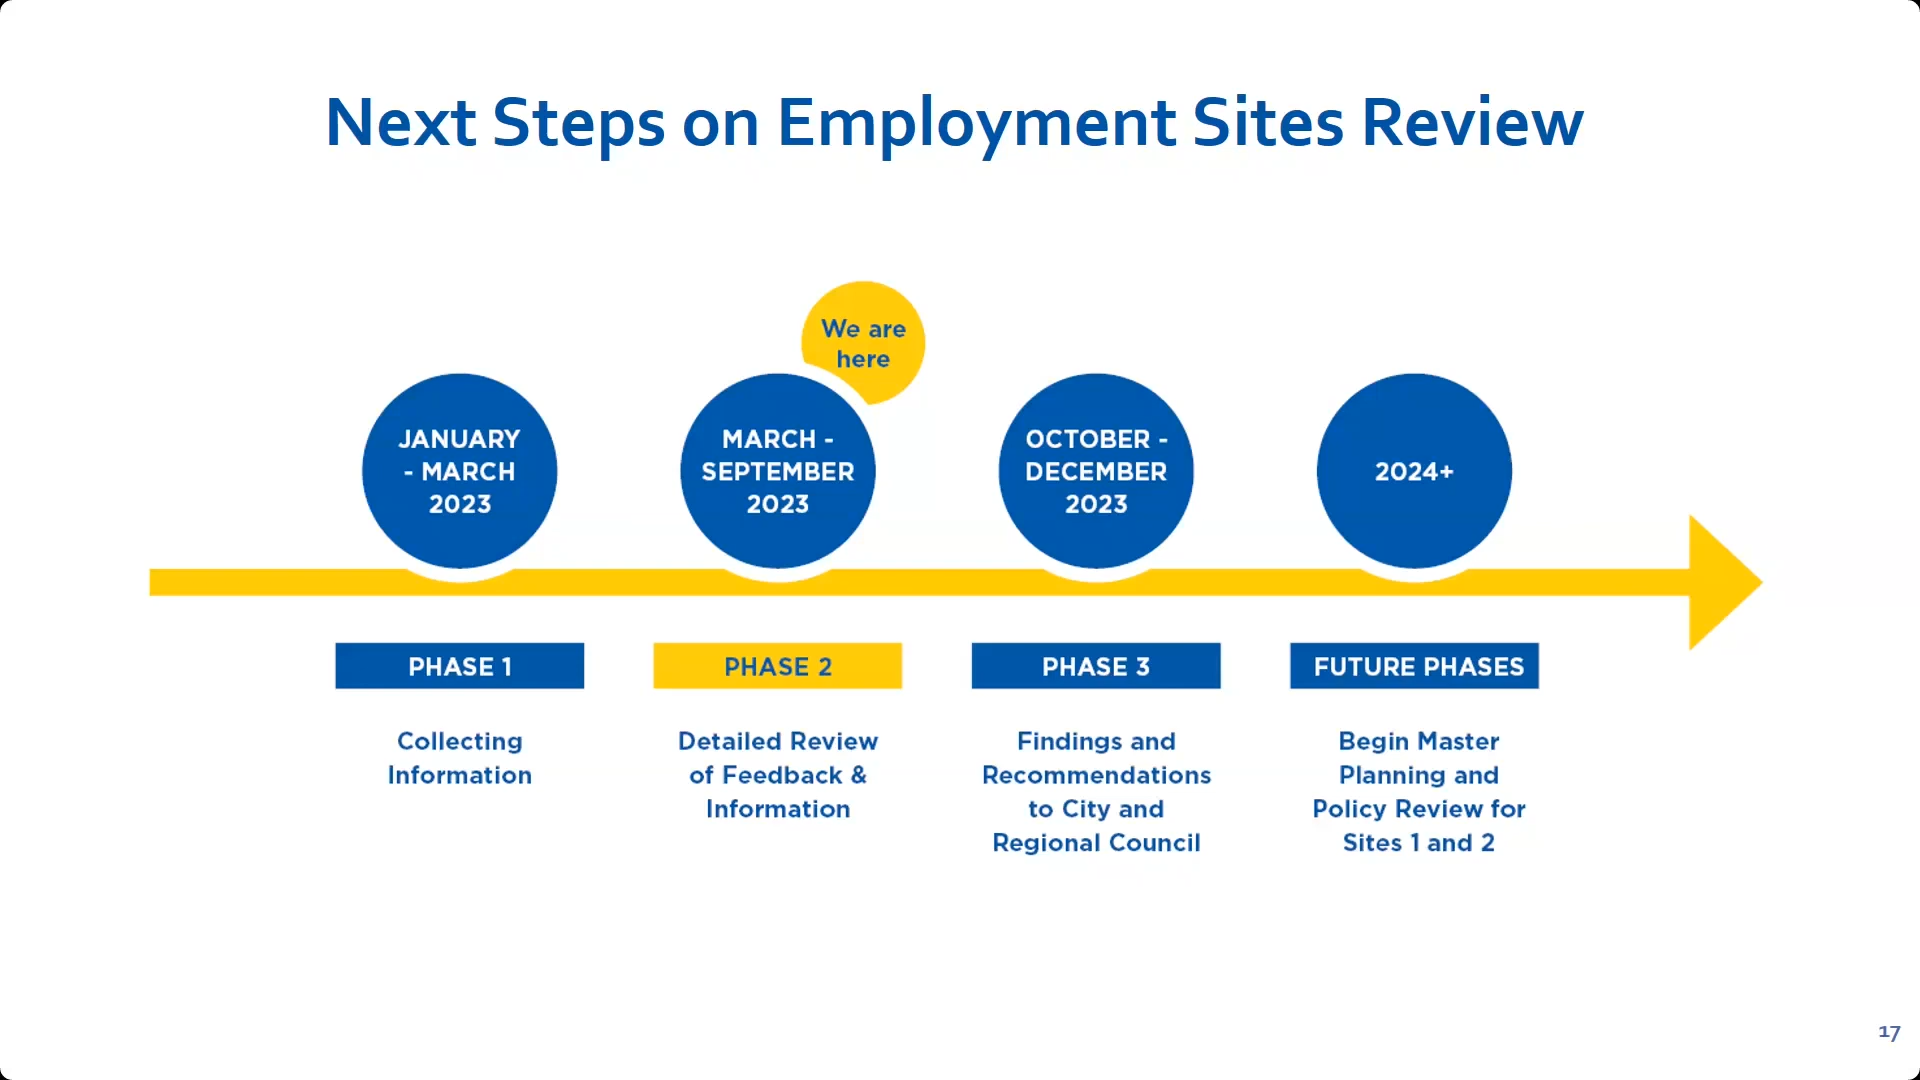 Next Steps on Employment Sites Review
We are
here
JANUARY
- MARCH
2023
MARCH -
SEPTEMBER
2023
OCTOBER -
DECEMBER
2023
2024+
PHASE 1
Collecting
Information
PHASE 2
Detailed Review
of Feedback &
Information
PHASE 3
Findings and
Recommendations
to City and
Regional Council
FUTURE PHASES
Begin Master
Planning and
Policy Review for
Sites 1 and 2
17